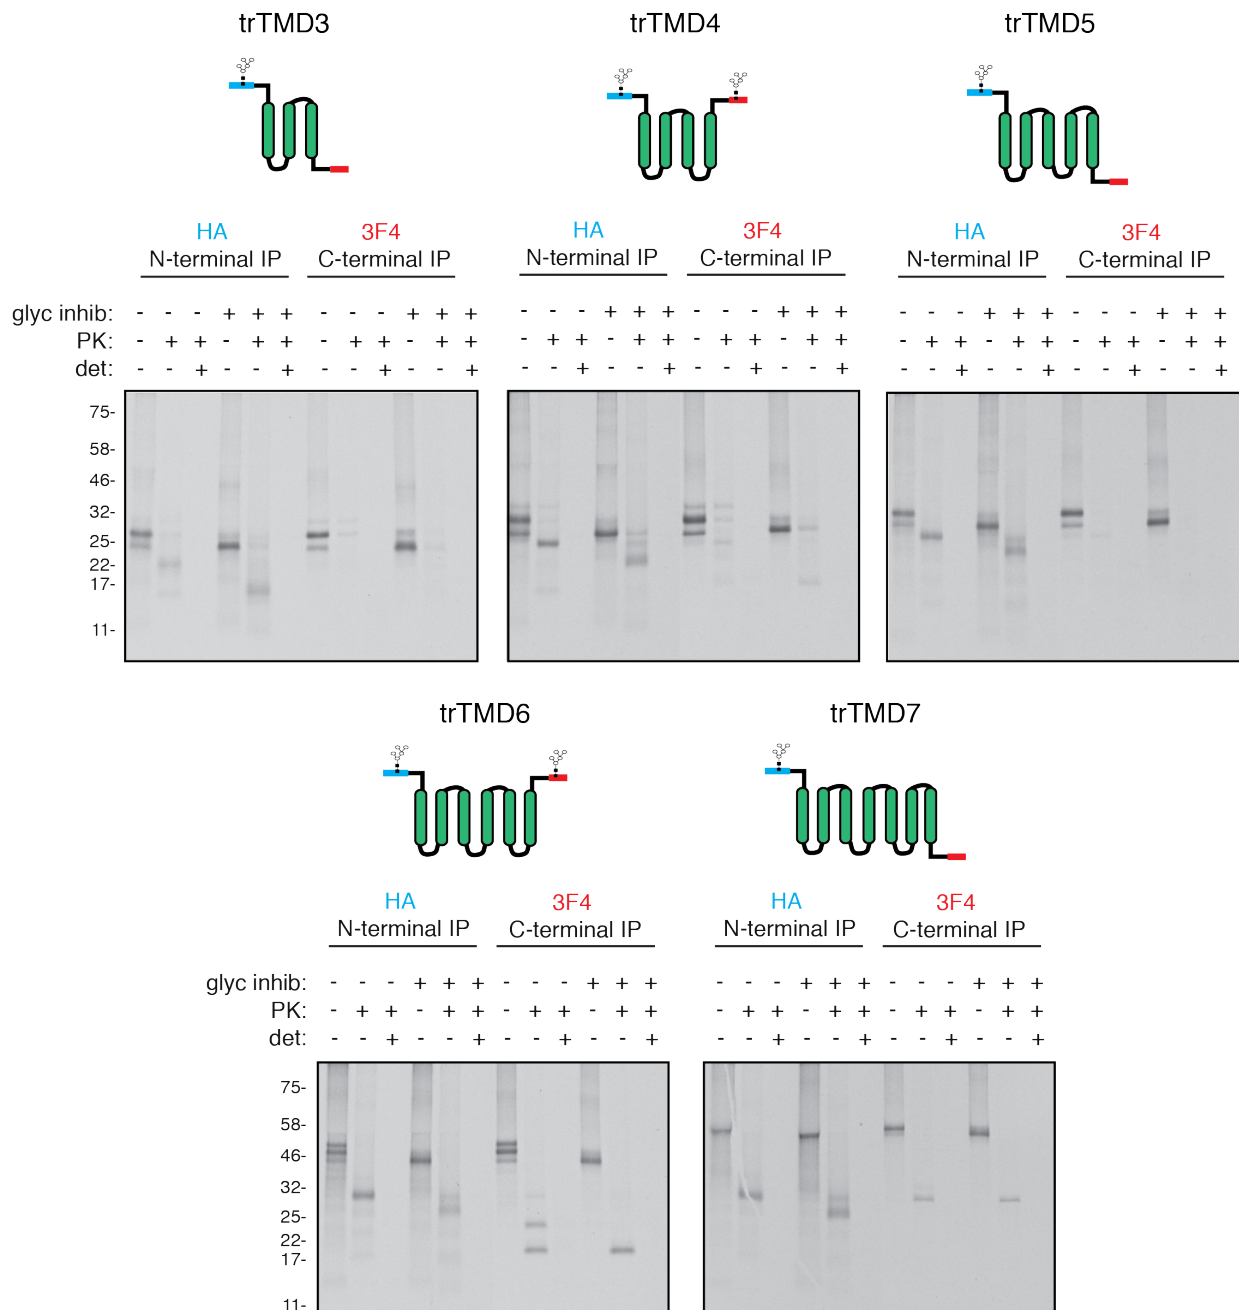 trTMD3 trTMD4 trTMD5
HA 3F4 HA 3F4 HA 3F4
N-terminal IP C-terminal IP N-terminal IP C-terminal IP N-terminal IP C-terminal IP
glyc inhib: - - - + + + - - - + + + - - - + + + - - - + + + - - - + + + - - - + + +
PK: - + + - + + - + + - + + - + + - + + - + + - + + - + + - + + - + + - + +
det: - - + - - + - - + - - + - - + - - + - - + - - + - - + - - + - - + - - +
75-
58-
46-
32-
25-
22-
17-
11-
trTMD6 trTMD7
HA 3F4 HA 3F4
N-terminal IP C-terminal IP N-terminal IP C-terminal IP
glyc inhib: - - - + + + - - - + + + - - - + + + - - - + + +
PK: - + + - + + - + + - + + - + + - + + - + + - + +
det: - - + - - + - - + - - + - - + - - + - - + - - +
75-
58-
46-
32-
25-
22-
17-
11-